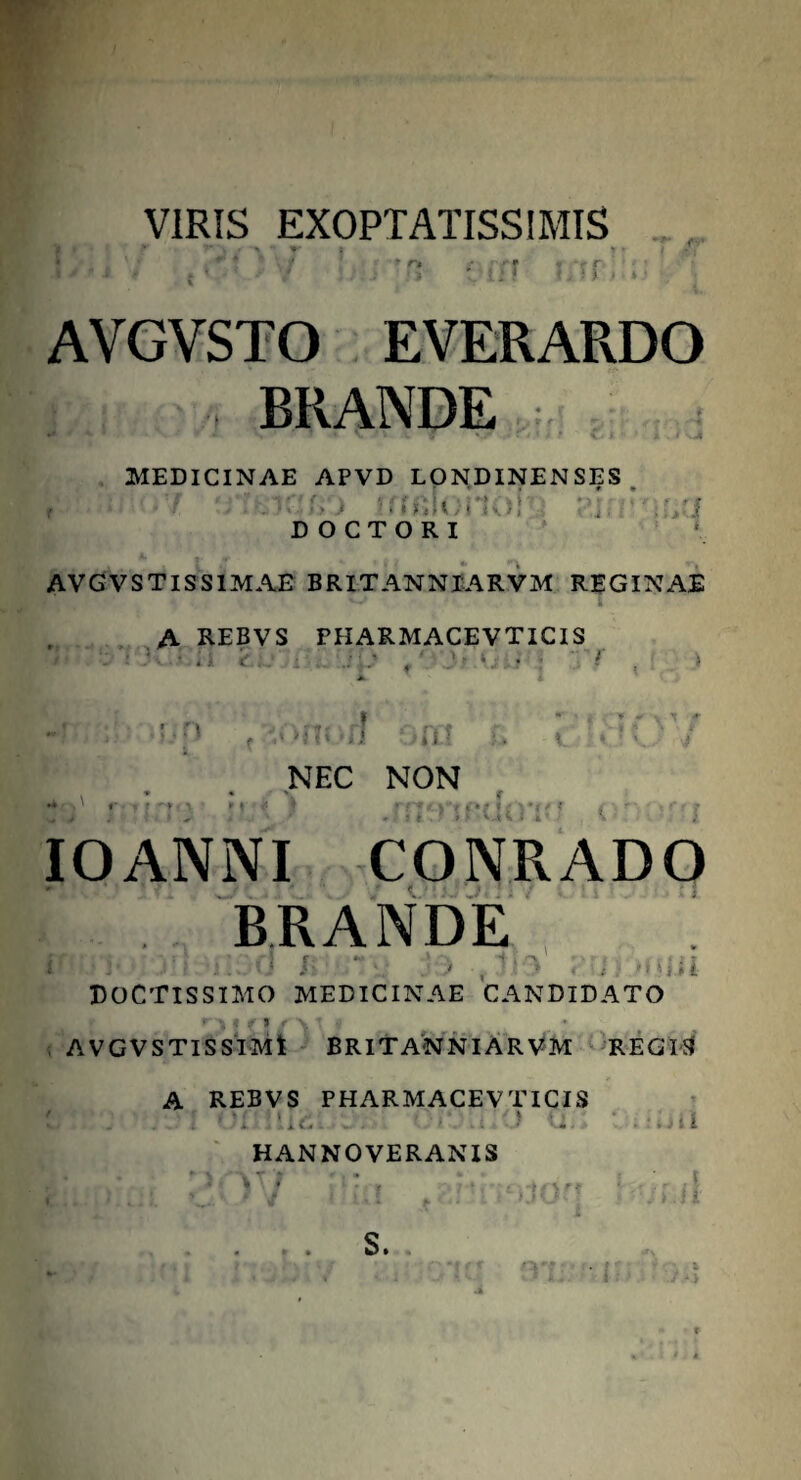 VIRIS EXOPTATISSIMIS
AVGVSTO EVERARDO
BRANDE
MEDICINAE APVD LONDINENSES
DOCTORI
AVGVSTISSIMAE BRITANNIARVM REGINAE
A REBVS PHARMACEVTICIS
NEC NON
IOANNI CONRADO
BRANDE
DOCTISSIMO MEDICINAE CANDIDATO
AVGVSTISSIMI BRITANNIARVM REGIS
A REBVS PHARMACEVTICIS
HANNOVERANIS
S.